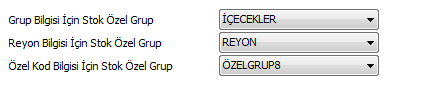 Grup Bilgisi İçin Stok Özel Grup İÇECEKLER
Reyon Bilgisi İçin Stok Özel Grup REYON
Özel Kod Bilgisi İçin Stok Özel Grup ÖZELGRUP8